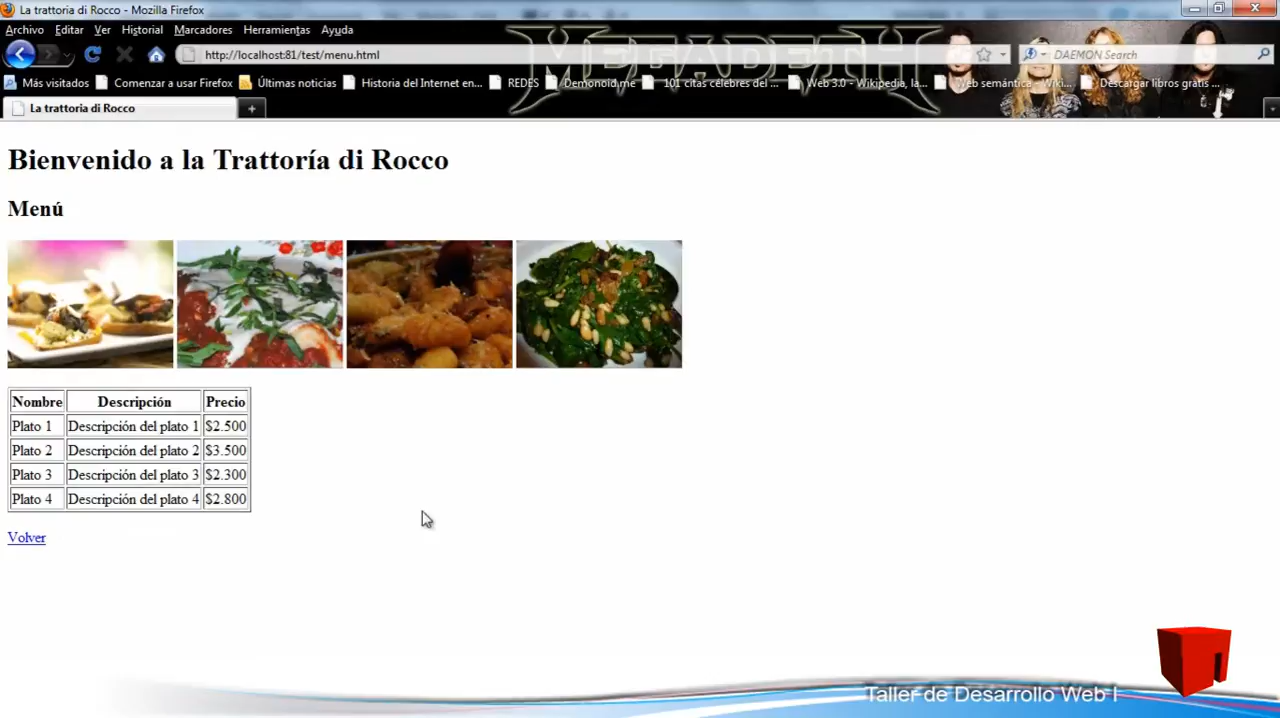 La trattoria di Rocco - Mozilla Firefox
Archivo Editar Ver Historial Marcadores Herramientas Ayuda
MEGADETH
http://localhost:81/test/menu.html
DAEMON Search
Más visitados Comenzar a usar Firefox Últimas noticias Historia del Internet en... REDES Demonoid.me 101 citas célebres del ... Web 3.0 - Wikipedia, la... Web semántica - Wiki... Descargar libros gratis ...
La trattoria di Rocco
Bienvenido a la Trattoría di Rocco
Menú
Nombre Descripción Precio
Plato 1 Descripción del plato 1 $2.500
Plato 2 Descripción del plato 2 $3.500
Plato 3 Descripción del plato 3 $2.300
Plato 4 Descripción del plato 4 $2.800
Volver
Taller de Desarrollo Web I